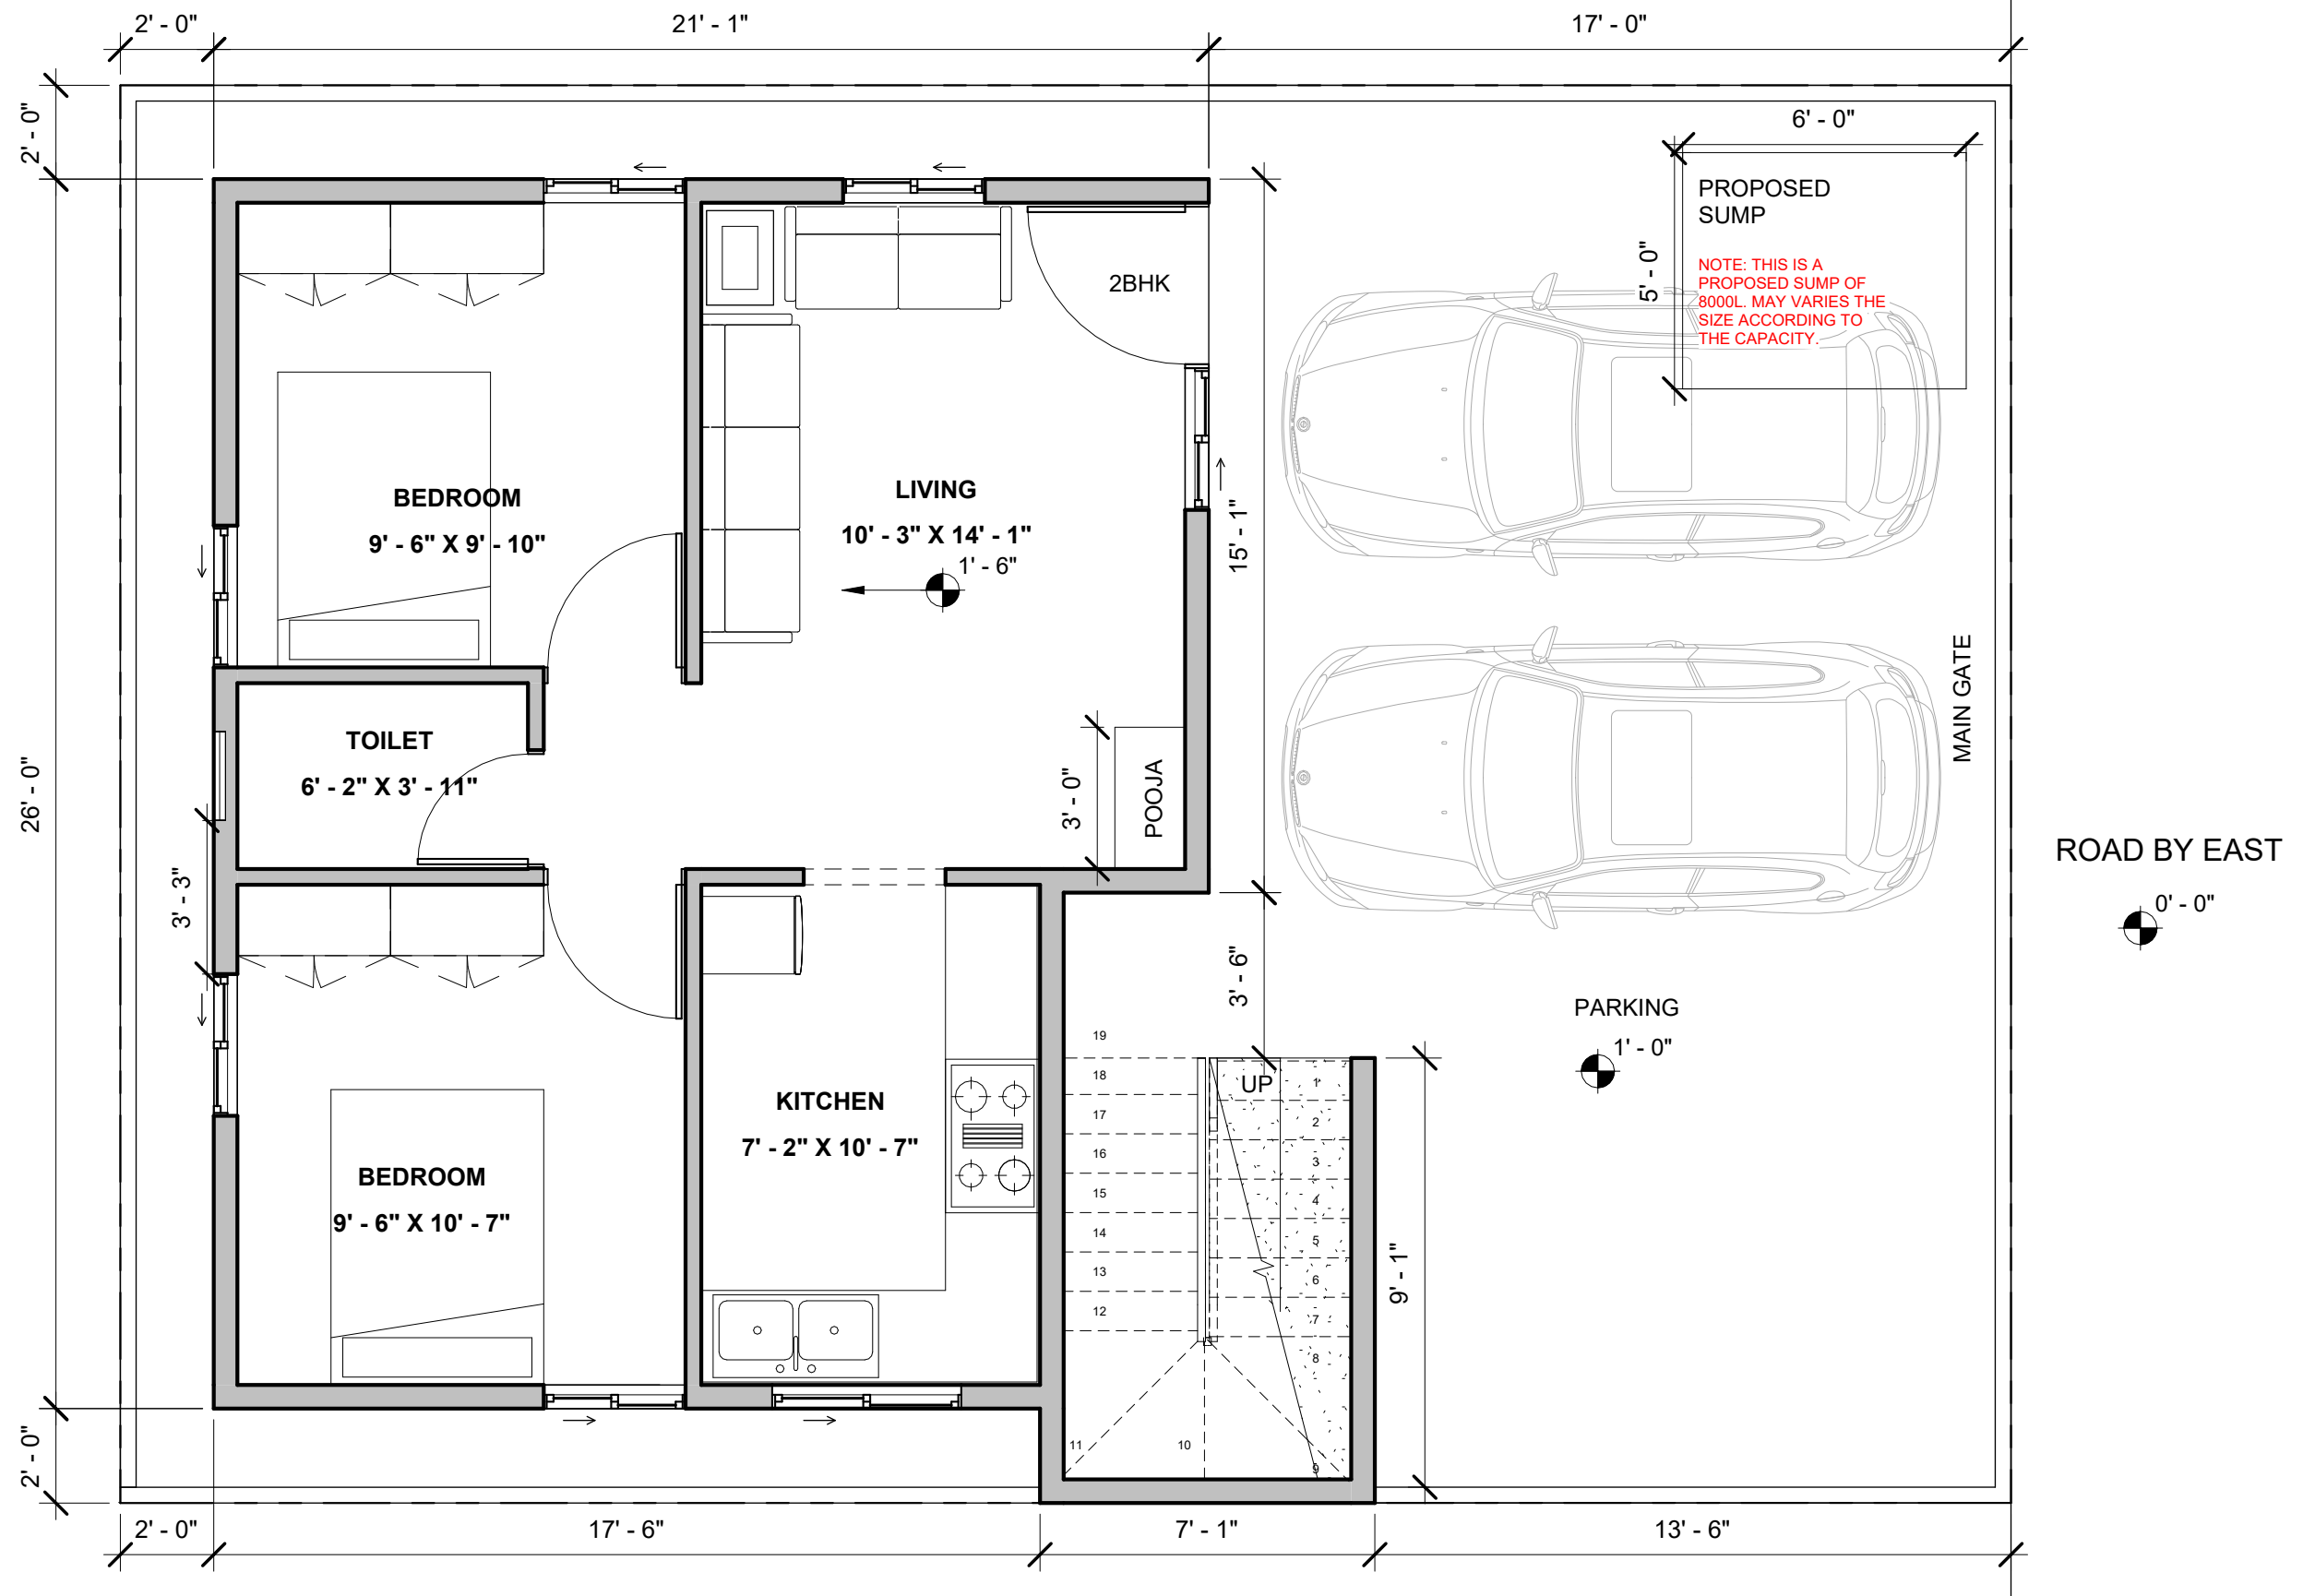 2' - 0"
21' - 1"
17' - 0"
2' - 0"
6' - 0"
PROPOSED
SUMP
5' - 0"
NOTE: THIS IS A
PROPOSED SUMP OF
8000L. MAY VARIES THE
SIZE ACCORDING TO
THE CAPACITY.
2BHK
BEDROOM
9' - 6" X 9' - 10"
LIVING
10' - 3" X 14' - 1"
1' - 6"
15' - 1"
MAIN GATE
TOILET
6' - 2" X 3' - 11"
3' - 0"
POOJA
26' - 0"
ROAD BY EAST
0' - 0"
3' - 3"
3' - 6"
PARKING
1' - 0"
19
18
17
16
15
14
13
12
11
10
UP
1
2
3
4
5
6
7
8
9
KITCHEN
7' - 2" X 10' - 7"
BEDROOM
9' - 6" X 10' - 7"
9' - 1"
2' - 0"
2' - 0"
17' - 6"
7' - 1"
13' - 6"